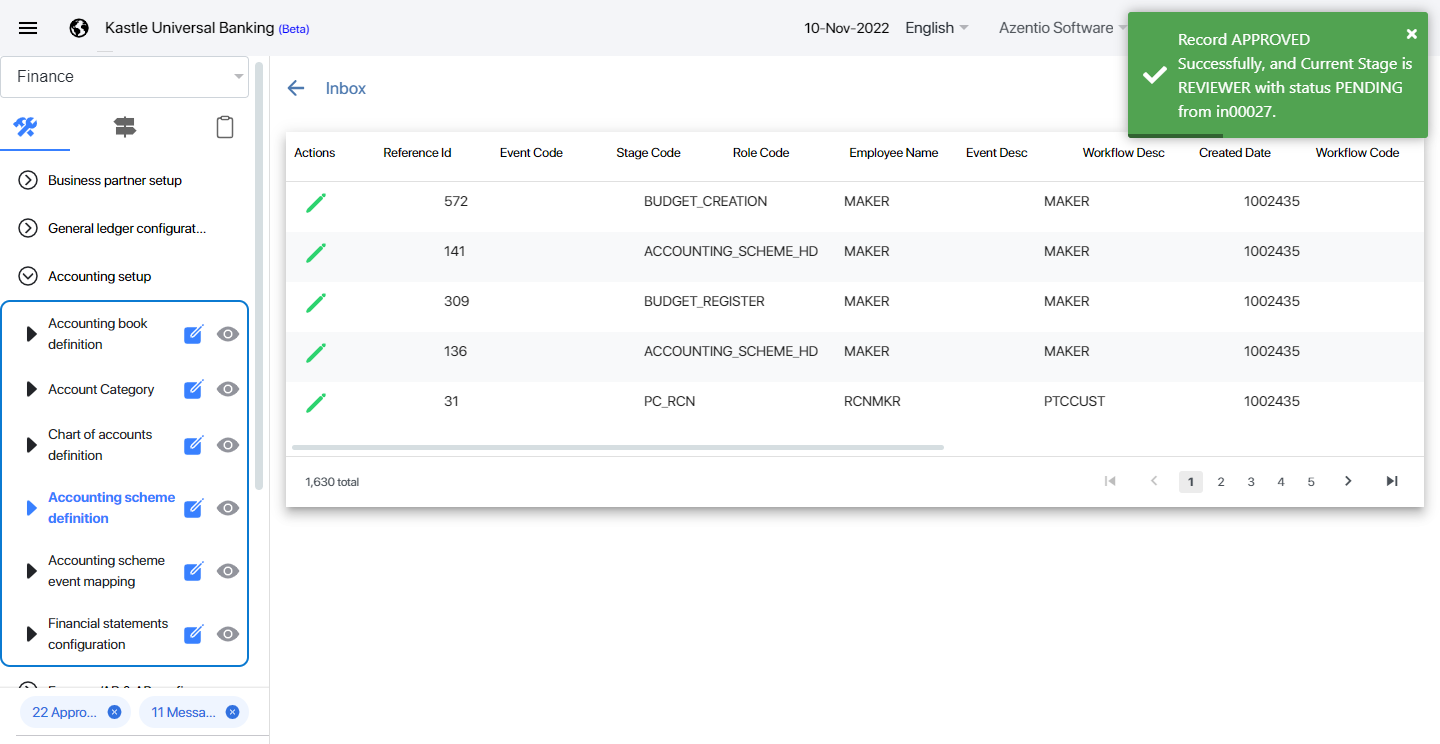 Kastle Universal Banking (Beta)
10-Nov-2022
English
Azentio Software
Record APPROVED
Successfully, and Current Stage is
REVIEWER with status PENDING
from in00027.
Finance
Business partner setup
General ledger configurat...
Accounting setup
Accounting book
definition
Account Category
Chart of accounts
definition
Accounting scheme
definition
Accounting scheme
event mapping
Financial statements
configuration
22 Appro...
11 Messa...
Inbox
Actions Reference Id Event Code Stage Code Role Code Employee Name Event Desc Workflow Desc Created Date Workflow Code
572 BUDGET_CREATION MAKER MAKER 1002435
141 ACCOUNTING_SCHEME_HD MAKER MAKER 1002435
309 BUDGET_REGISTER MAKER MAKER 1002435
136 ACCOUNTING_SCHEME_HD MAKER MAKER 1002435
31 PC_RCN RCNMKR PTCCUST 1002435
1,630 total
1 2 3 4 5